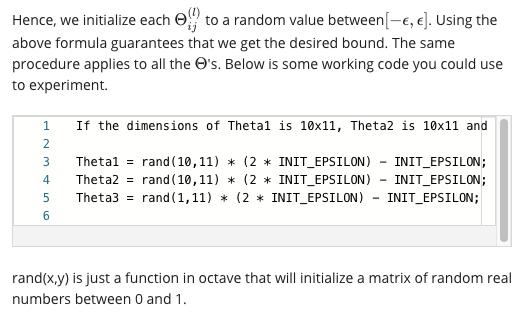 Hence, we initialize each Θ_{ij}^{(l)} to a random value between[−ϵ, ϵ]. Using the
above formula guarantees that we get the desired bound. The same
procedure applies to all the Θ's. Below is some working code you could use
to experiment.
1 If the dimensions of Theta1 is 10x11, Theta2 is 10x11 and
2
3 Theta1 = rand(10,11) * (2 * INIT_EPSILON) - INIT_EPSILON;
4 Theta2 = rand(10,11) * (2 * INIT_EPSILON) - INIT_EPSILON;
5 Theta3 = rand(1,11) * (2 * INIT_EPSILON) - INIT_EPSILON;
6
rand(x,y) is just a function in octave that will initialize a matrix of random real
numbers between 0 and 1.